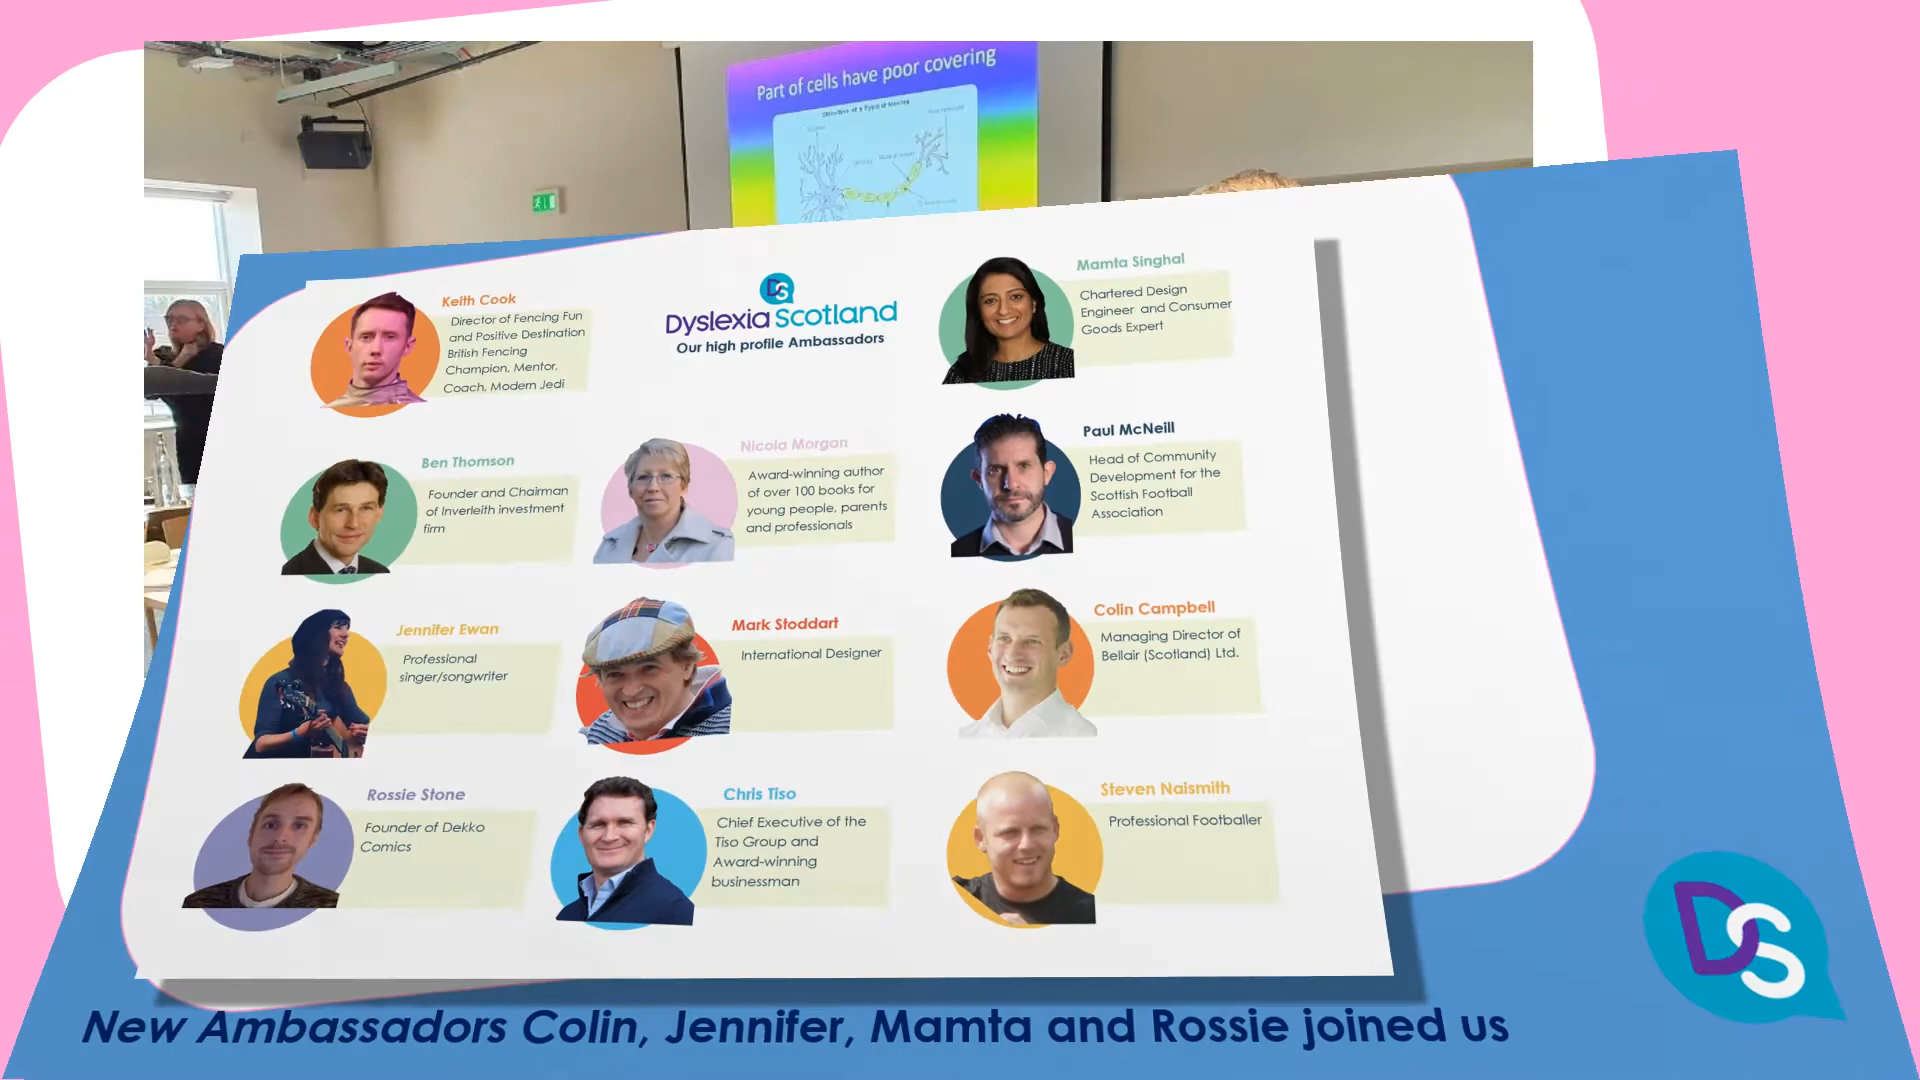 Part of cells have poor covering
Structure of a Typical Neuron
Keith Cook
Director of Fencing Fun
and Positive Destination
British Fencing
Champion, Mentor,
Coach, Modern Jedi
DS
Dyslexia Scotland
Our high profile Ambassadors
Mamta Singhal
Chartered Design
Engineer and Consumer
Goods Expert
Ben Thomson
Founder and Chairman
of Inverleith investment
firm
Nicola Morgan
Award-winning author
of over 100 books for
young people, parents
and professionals
Paul McNeill
Head of Community
Development for the
Scottish Football
Association
Jennifer Ewan
Professional
singer/songwriter
Mark Stoddart
International Designer
Colin Campbell
Managing Director of
Bellair (Scotland) Ltd.
Rossie Stone
Founder of Dekko
Comics
Chris Tiso
Chief Executive of the
Tiso Group and
Award-winning
businessman
Steven Naismith
Professional Footballer
DS
New Ambassadors Colin, Jennifer, Mamta and Rossie joined us